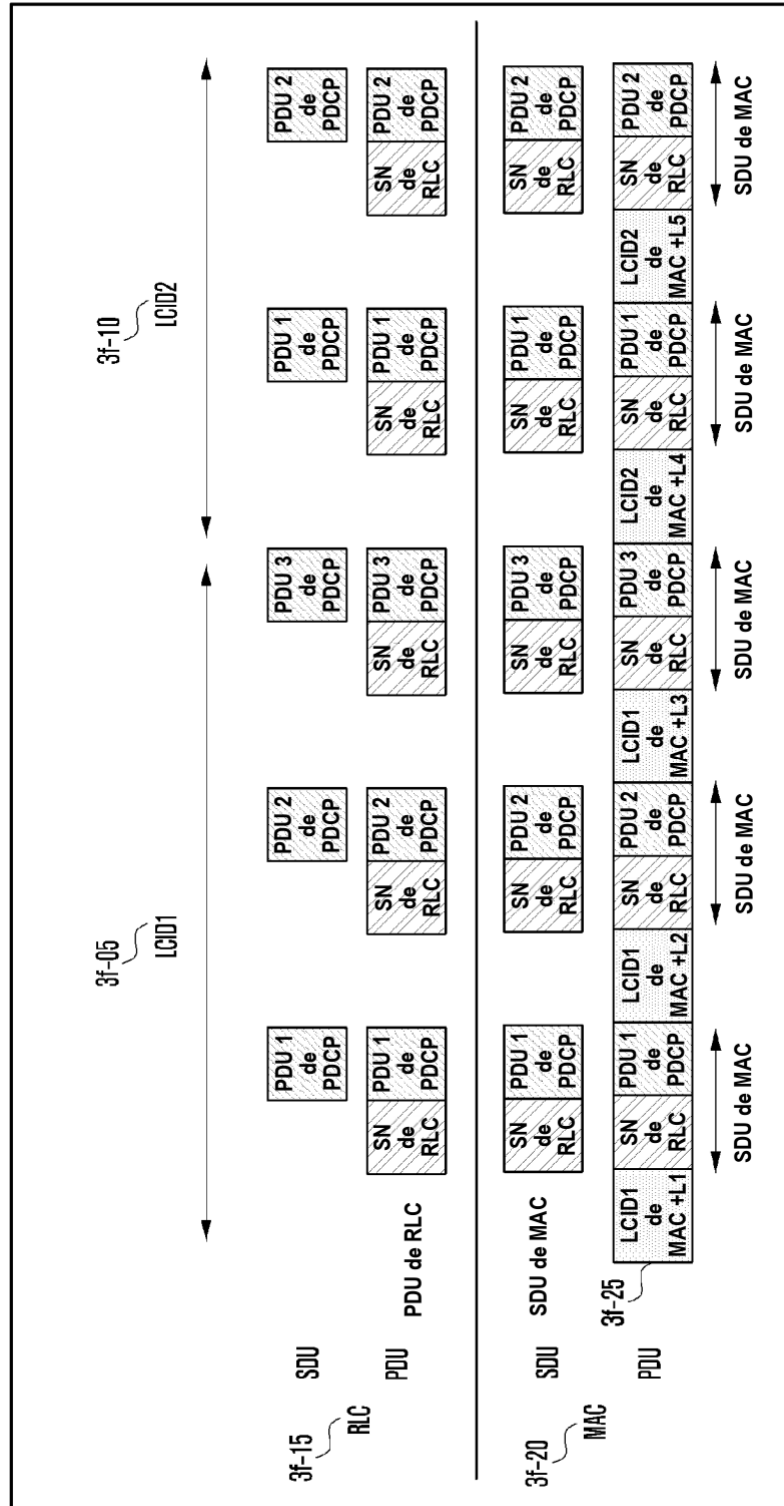 3f-05
LCID1
3f-10
LCID2
3f-15
RLC
SDU
PDU 1
de
PDCP
PDU 2
de
PDCP
PDU 3
de
PDCP
PDU 1
de
PDCP
PDU 2
de
PDCP
PDU
PDU de RLC
SN
de
RLC
PDU 1
de
PDCP
SN
de
RLC
PDU 2
de
PDCP
SN
de
RLC
PDU 3
de
PDCP
SN
de
RLC
PDU 1
de
PDCP
SN
de
RLC
PDU 2
de
PDCP
3f-20
MAC
SDU
SDU de MAC
SN
de
RLC
PDU 1
de
PDCP
SN
de
RLC
PDU 2
de
PDCP
SN
de
RLC
PDU 3
de
PDCP
SN
de
RLC
PDU 1
de
PDCP
SN
de
RLC
PDU 2
de
PDCP
PDU
3f-25
LCID1
de
MAC +L1
SN
de
RLC
PDU 1
de
PDCP
LCID1
de
MAC +L2
SN
de
RLC
PDU 2
de
PDCP
LCID1
de
MAC +L3
SN
de
RLC
PDU 3
de
PDCP
LCID2
de
MAC +L4
SN
de
RLC
PDU 1
de
PDCP
LCID2
de
MAC +L5
SN
de
RLC
PDU 2
de
PDCP
SDU de MAC
SDU de MAC
SDU de MAC
SDU de MAC
SDU de MAC